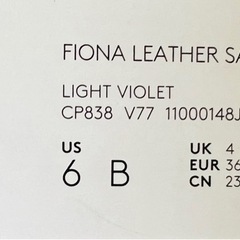 FIONA LEATHER SA
LIGHT VIOLET
CP838 V77 11000148J
US UK 4
6 B EUR 36
CN 23